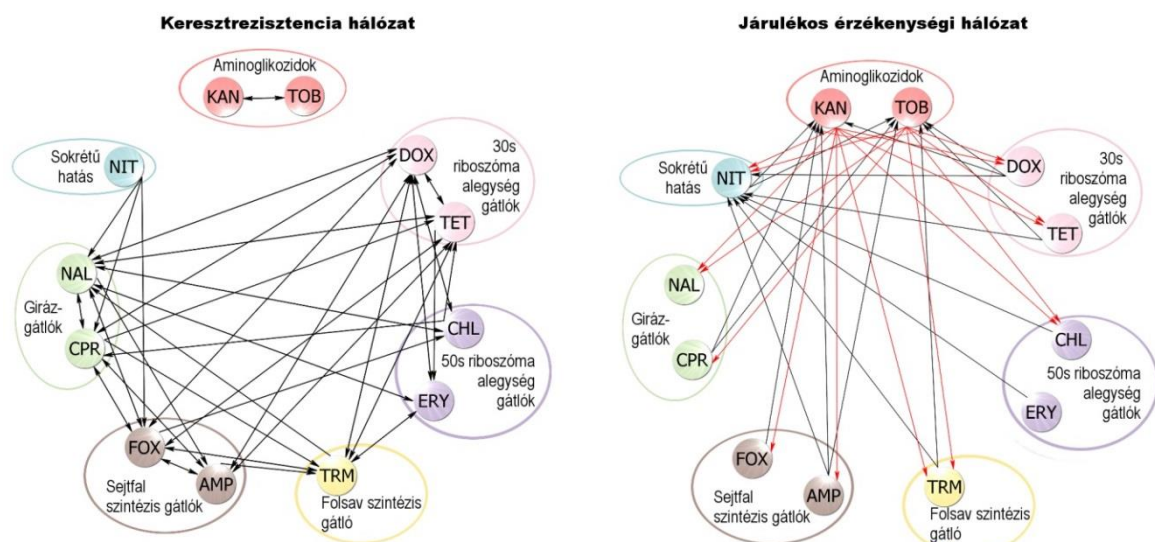 Keresztrezisztencia hálózat
Aminoglikozidok
KAN
TOB
Sokrétű
hatás
NIT
DOX
30s
riboszóma
alegység
gátlók
TET
NAL
Giráz-
gátlók
CPR
CHL
50s riboszóma
alegység
gátlók
ERY
FOX
AMP
Sejtfal
szintézis gátlók
TRM
Folsav szintézis
gátló
Járulékos érzékenységi hálózat
Aminoglikozidok
KAN
TOB
Sokrétű
hatás
NIT
DOX
30s
riboszóma
alegység
gátlók
TET
NAL
Giráz-
gátlók
CPR
CHL
50s riboszóma
alegység
gátlók
ERY
FOX
AMP
Sejtfal
szintézis gátlók
TRM
Folsav szintézis
gátló